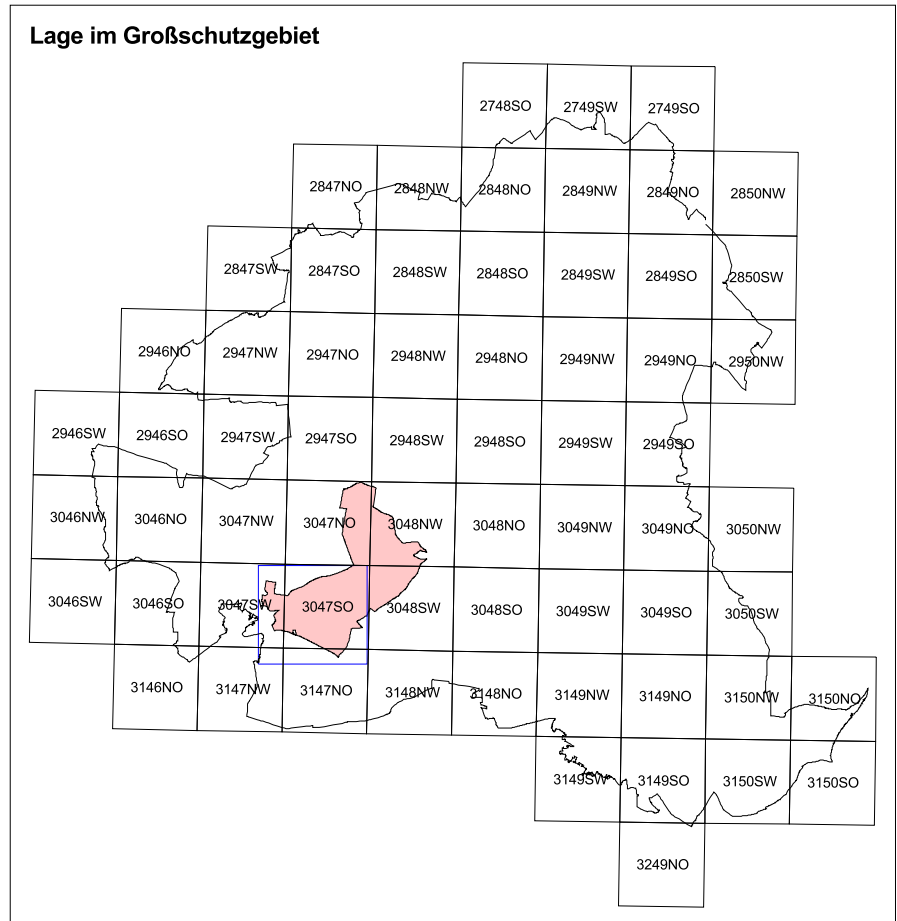 Lage im Großschutzgebiet
2748SO 2749SW 2749SO
2847NO 2848NW 2848NO 2849NW 2849NO 2850NW
2847SW 2847SO 2848SW 2848SO 2849SW 2849SO 2850SW
2946NO 2947NW 2947NO 2948NW 2948NO 2949NW 2949NO 2950NW
2946SW 2946SO 2947SW 2947SO 2948SW 2948SO 2949SW 2949SO
3046NW 3046NO 3047NW 3047NO 3048NW 3048NO 3049NW 3049NO 3050NW
3046SW 3046SO 3047SW 3047SO 3048SW 3048SO 3049SW 3049SO 3050SW
3146NO 3147NW 3147NO 3148NW 3148NO 3149NW 3149NO 3150NW 3150NO
3149SW 3149SO 3150SW 3150SO
3249NO